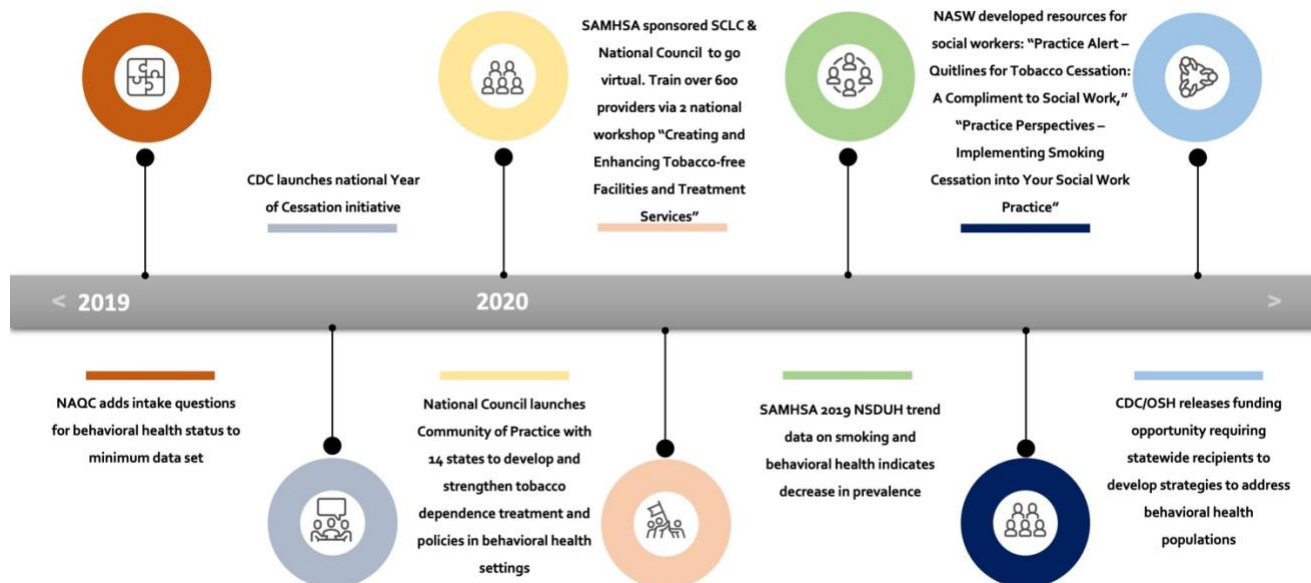 SAMHSA sponsored SCLC &
National Council to go
virtual. Train over 600
providers via 2 national
workshop “Creating and
Enhancing Tobacco-free
Facilities and Treatment
Services”
NASW developed resources for
social workers: “Practice Alert –
Quitlines for Tobacco Cessation:
A Compliment to Social Work,”
“Practice Perspectives –
Implementing Smoking
Cessation into Your Social Work
Practice”
CDC launches national Year
of Cessation initiative
< 2019
2020
>
NAQC adds intake questions
for behavioral health status to
minimum data set
National Council launches
Community of Practice with
14 states to develop and
strengthen tobacco
dependence treatment and
policies in behavioral health
settings
SAMHSA 2019 NSDUH trend
data on smoking and
behavioral health indicates
decrease in prevalence
CDC/OSH releases funding
opportunity requiring
statewide recipients to
develop strategies to address
behavioral health
populations